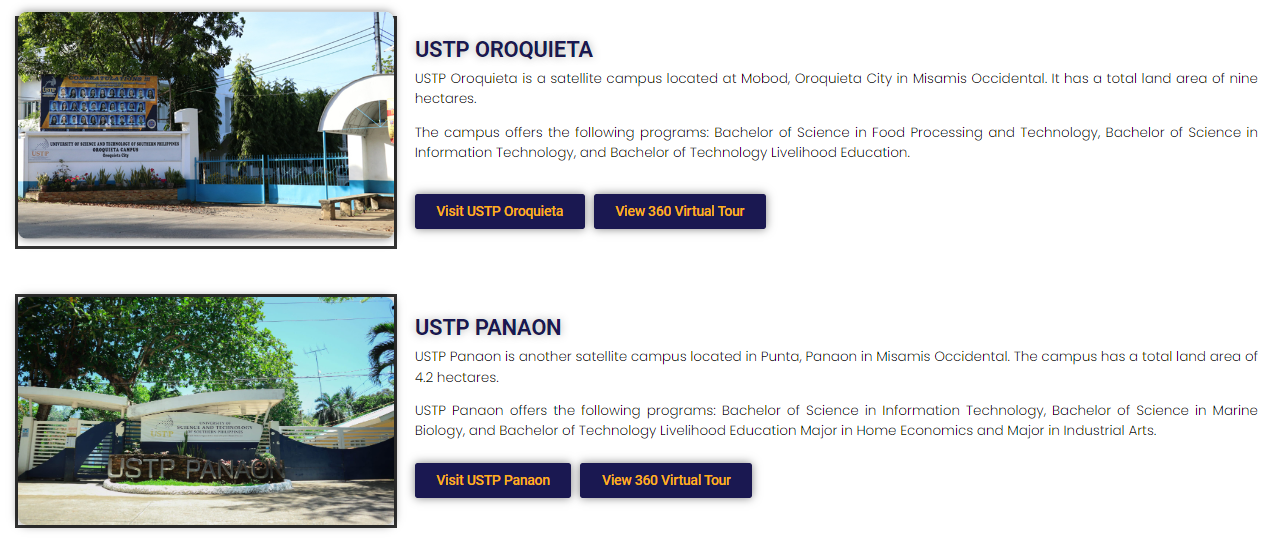 CONGRATULATIONS !!!
USTP
UNIVERSITY OF SCIENCE AND TECHNOLOGY OF SOUTHERN PHILIPPINES
OROQUIETA CAMPUS
Oroquieta City
USTP OROQUIETA
USTP Oroquieta is a satellite campus located at Mobod, Oroquieta City in Misamis Occidental. It has a total land area of nine
hectares.
The campus offers the following programs: Bachelor of Science in Food Processing and Technology, Bachelor of Science in
Information Technology, and Bachelor of Technology Livelihood Education.
Visit USTP Oroquieta
View 360 Virtual Tour
UNIVERSITY OF
SCIENCE AND TECHNOLOGY
OF SOUTHERN PHILIPPINES
USTP
USTP PANAON
USTP PANAON
USTP Panaon is another satellite campus located in Punta, Panaon in Misamis Occidental. The campus has a total land area of
4.2 hectares.
USTP Panaon offers the following programs: Bachelor of Science in Information Technology, Bachelor of Science in Marine
Biology, and Bachelor of Technology Livelihood Education Major in Home Economics and Major in Industrial Arts.
Visit USTP Panaon
View 360 Virtual Tour